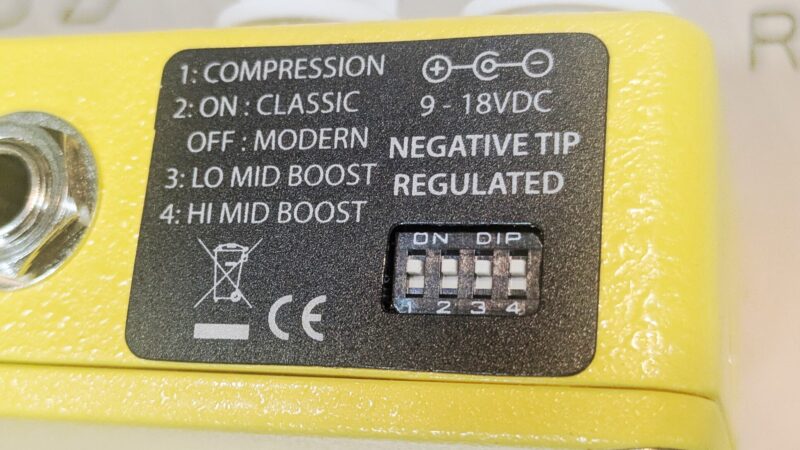 1: COMPRESSION
2: ON : CLASSIC
OFF : MODERN
3: LO MID BOOST
4: HI MID BOOST
9 - 18VDC
NEGATIVE TIP
REGULATED
ON DIP
1 2 3 4
CE